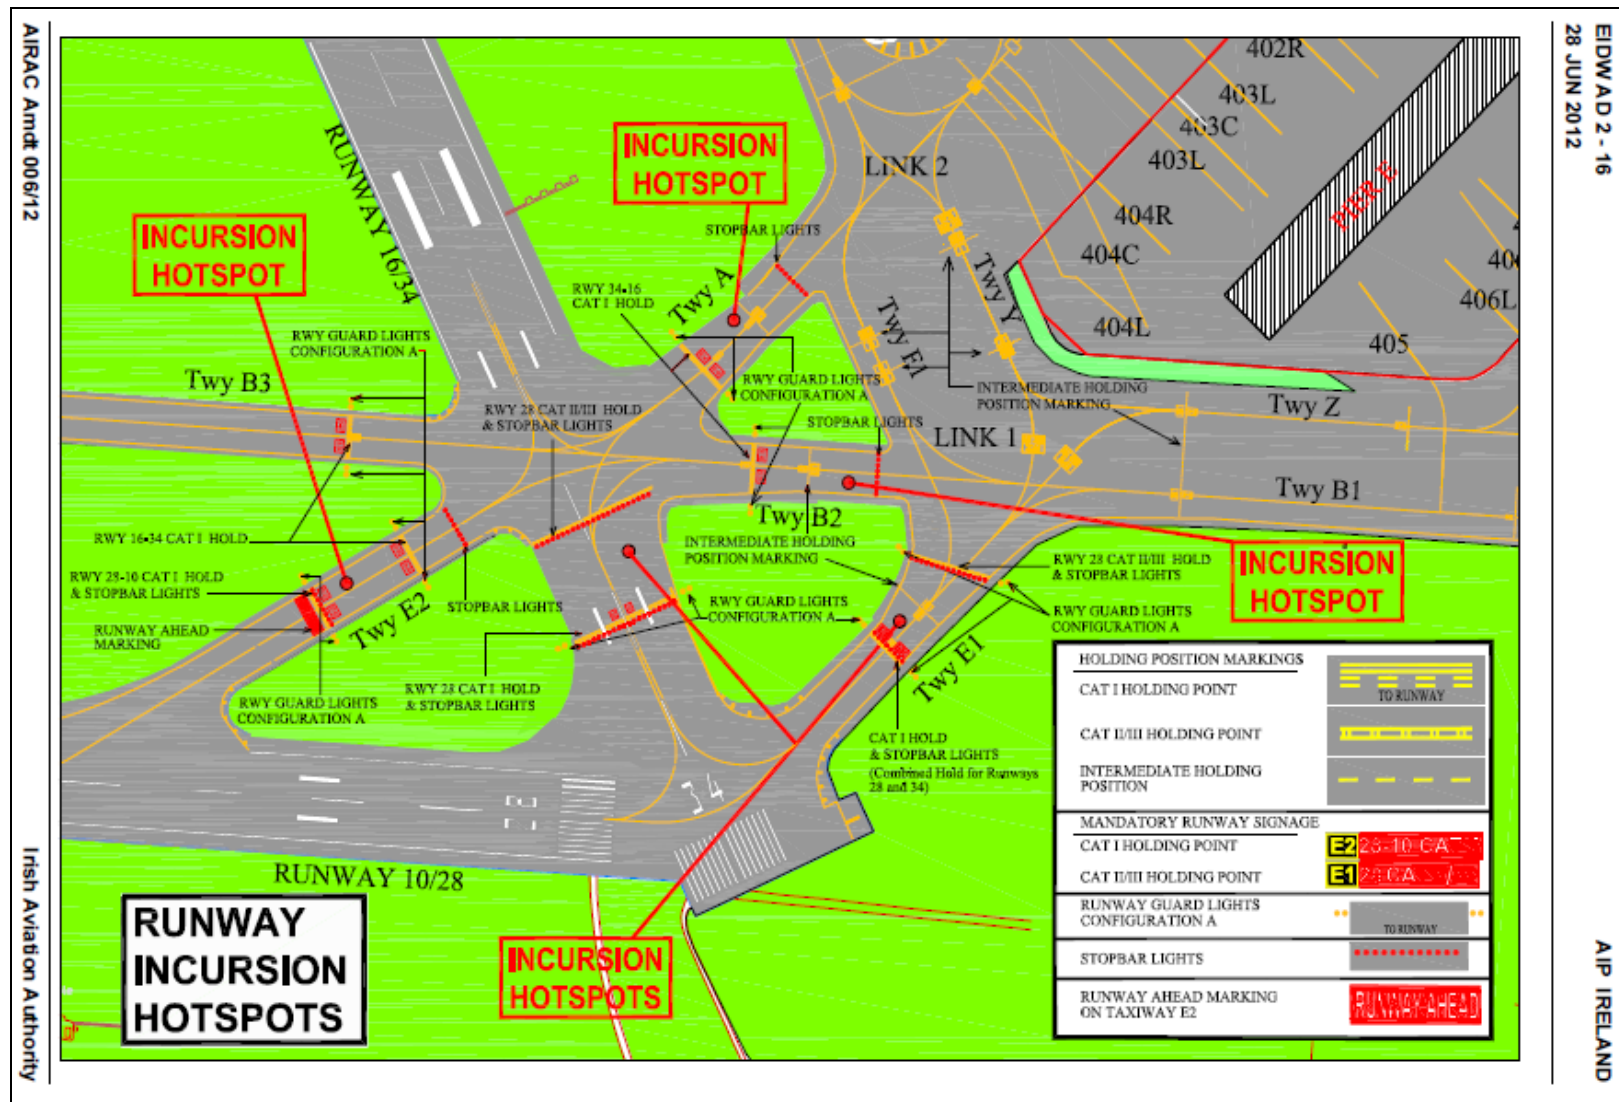 EIDW AD 2 - 16
28 JUN 2012
AIP IRELAND
AIRAC Amdt 006/12
Irish Aviation Authority
402R
403L
403C
403L
404R
404C
404L
405
406L
PIER E
LINK 2
RUNWAY 16/34
INCURSION
HOTSPOT
INCURSION
HOTSPOT
STOPBAR LIGHTS
Twy A
RWY 34-16
CAT I HOLD
Twy Y
Twy F1
RWY GUARD LIGHTS
CONFIGURATION A
Twy B3
RWY GUARD LIGHTS
CONFIGURATION A
INTERMEDIATE HOLDING
POSITION MARKING
Twy Z
RWY 28 CAT II/III HOLD
& STOPBAR LIGHTS
STOPBAR LIGHTS
LINK 1
Twy B1
Twy B2
RWY 16-34 CAT I HOLD
INTERMEDIATE HOLDING
POSITION MARKING
RWY 28 CAT II/III HOLD
& STOPBAR LIGHTS
INCURSION
HOTSPOT
RWY 28-10 CAT I HOLD
& STOPBAR LIGHTS
STOPBAR LIGHTS
RWY GUARD LIGHTS
CONFIGURATION A
RWY GUARD LIGHTS
CONFIGURATION A
RUNWAY AHEAD
MARKING
Twy E2
Twy E1
RWY 28 CAT I HOLD
& STOPBAR LIGHTS
RWY GUARD LIGHTS
CONFIGURATION A
CAT I HOLD
& STOPBAR LIGHTS
(Combined Hold for Runways
28 and 34)
34
RUNWAY 10/28
INCURSION
HOTSPOTS
RUNWAY
INCURSION
HOTSPOTS
HOLDING POSITION MARKINGS
CAT I HOLDING POINT
TO RUNWAY
CAT II/III HOLDING POINT
INTERMEDIATE HOLDING
POSITION
MANDATORY RUNWAY SIGNAGE
CAT I HOLDING POINT
E2 28-10 CAT
CAT II/III HOLDING POINT
E1
RUNWAY GUARD LIGHTS
CONFIGURATION A
TO RUNWAY
STOPBAR LIGHTS
RUNWAY AHEAD MARKING
ON TAXIWAY E2
RUNWAY AHEAD